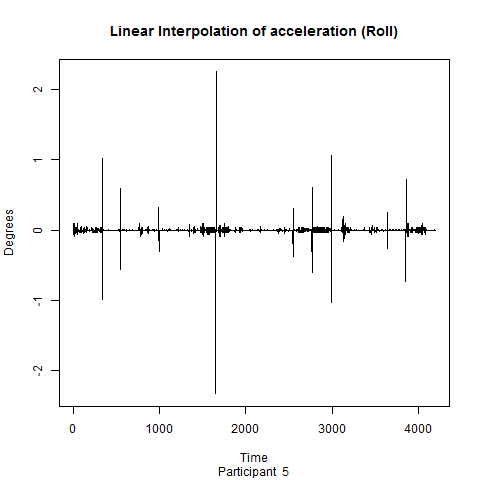 Linear Interpolation of acceleration (Roll)
2
1
0
-1
-2
Degrees
0 1000 2000 3000 4000
Time
Participant 5